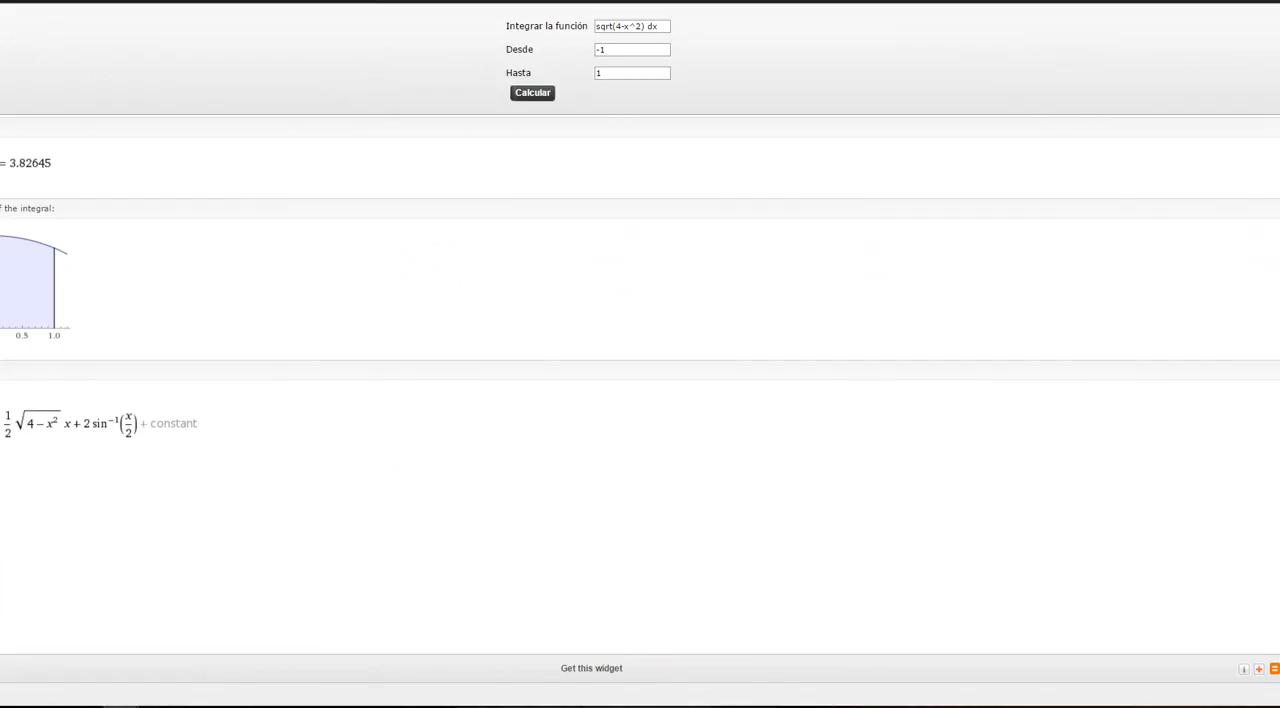 Integrar la función sqrt(4-x^2) dx
Desde -1
Hasta 1
Calcular
= 3.82645
f the integral:
0.5 1.0
1/2 √(4 − x²) x + 2 sin⁻¹(x/2) + constant
Get this widget